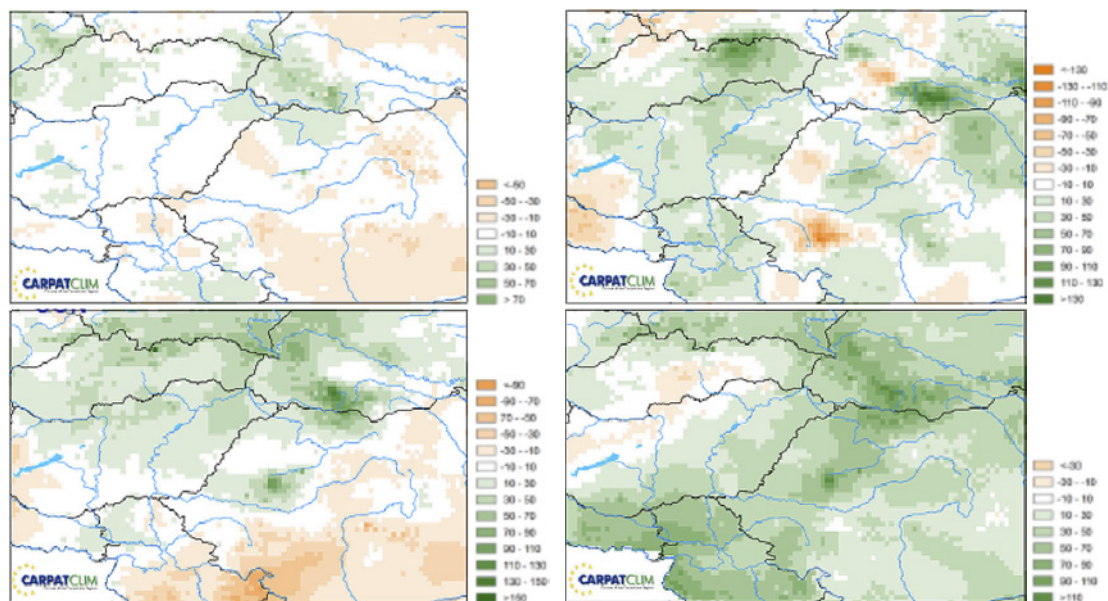 <-50
-50 - -30
-30 - -10
-10 - 10
10 - 30
30 - 50
50 - 70
> 70
CARPATCLIM
<-130
-130 - -110
-110 - -90
-90 - -70
-70 - -50
-50 - -30
-30 - -10
-10 - 10
10 - 30
30 - 50
50 - 70
70 - 90
90 - 110
110 - 130
>130
CARPATCLIM
<-90
-90 - -70
70 - -50
-50 - -30
-30 - -10
-10 - 10
10 - 30
30 - 50
50 - 70
70 - 90
90 - 110
110 - 130
130 - 150
>150
CARPATCLIM
<-30
-30 - -10
-10 - 10
10 - 30
30 - 50
50 - 70
70 - 90
90 - 110
>110
CARPATCLIM